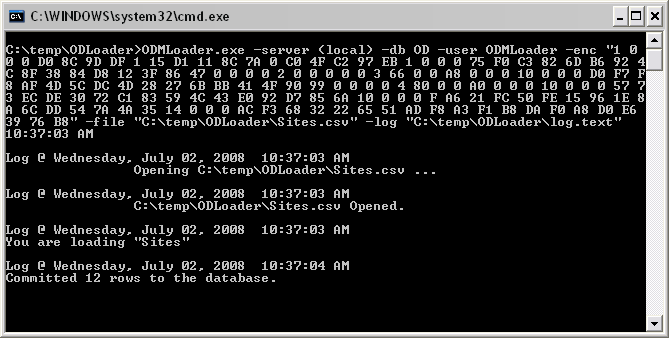 C:\WINDOWS\system32\cmd.exe
C:\temp\ODLoader>ODMLoader.exe -server (local) -db OD -user ODMLoader -enc "1 0 0
0 0 D0 8C 9D DF 1 15 D1 11 8C 7A 0 C0 4F C2 97 EB 1 0 0 0 75 F0 C3 82 6D B6 92 4
C 8F 38 84 D8 12 3F 86 47 0 0 0 0 2 0 0 0 0 0 3 66 0 0 A8 0 0 0 10 0 0 0 D0 F7 F
8 AF 4D 5C DC 4D 28 27 6B BB 41 4F 90 99 0 0 0 0 4 80 0 0 A0 0 0 0 10 0 0 0 57 7
3 EC DE 30 72 C1 83 59 4C 43 E0 92 D7 85 6A 10 0 0 0 F A6 21 FC 50 FE 15 96 1E 8
A 6C DD 54 7A 4A 35 14 0 0 0 AC F3 68 32 22 65 51 AD F8 A3 F1 B8 DA F0 A8 D0 E6
39 76 B8" -file "C:\temp\ODLoader\Sites.csv" -log "C:\temp\ODLoader\log.text"
10:37:03 AM
Log @ Wednesday, July 02, 2008  10:37:03 AM
Opening C:\temp\ODLoader\Sites.csv ...
Log @ Wednesday, July 02, 2008  10:37:03 AM
C:\temp\ODLoader\Sites.csv Opened.
Log @ Wednesday, July 02, 2008  10:37:03 AM
You are loading "Sites"
Log @ Wednesday, July 02, 2008  10:37:04 AM
Committed 12 rows to the database.